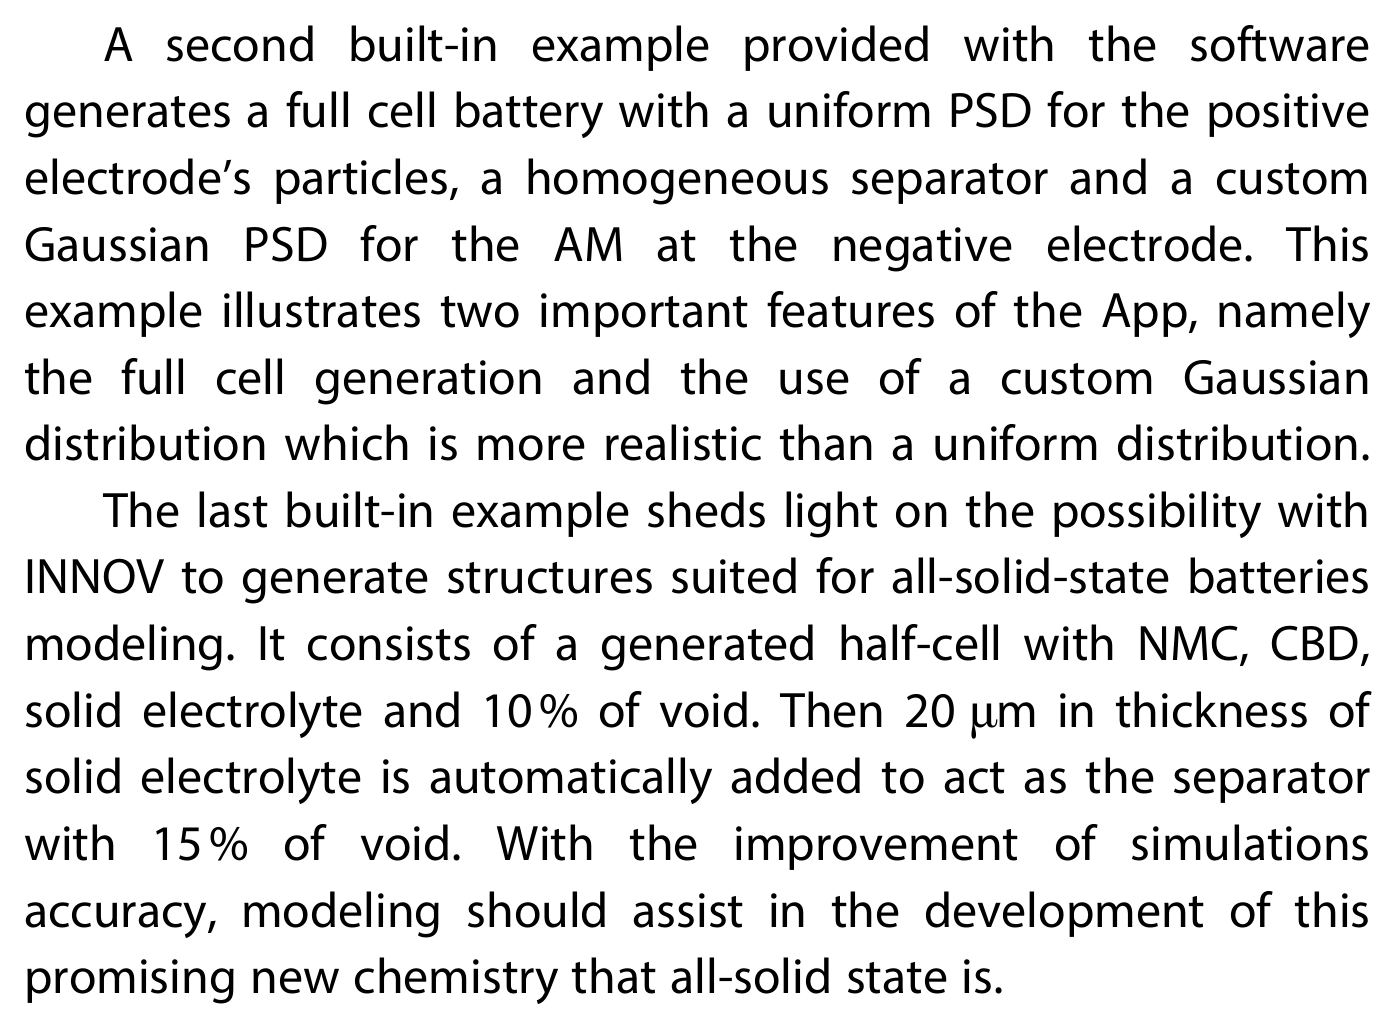 A second built-in example provided with the software
generates a full cell battery with a uniform PSD for the positive
electrode’s particles, a homogeneous separator and a custom
Gaussian PSD for the AM at the negative electrode. This
example illustrates two important features of the App, namely
the full cell generation and the use of a custom Gaussian
distribution which is more realistic than a uniform distribution.
The last built-in example sheds light on the possibility with
INNOV to generate structures suited for all-solid-state batteries
modeling. It consists of a generated half-cell with NMC, CBD,
solid electrolyte and 10 % of void. Then 20 μm in thickness of
solid electrolyte is automatically added to act as the separator
with 15 % of void. With the improvement of simulations
accuracy, modeling should assist in the development of this
promising new chemistry that all-solid state is.